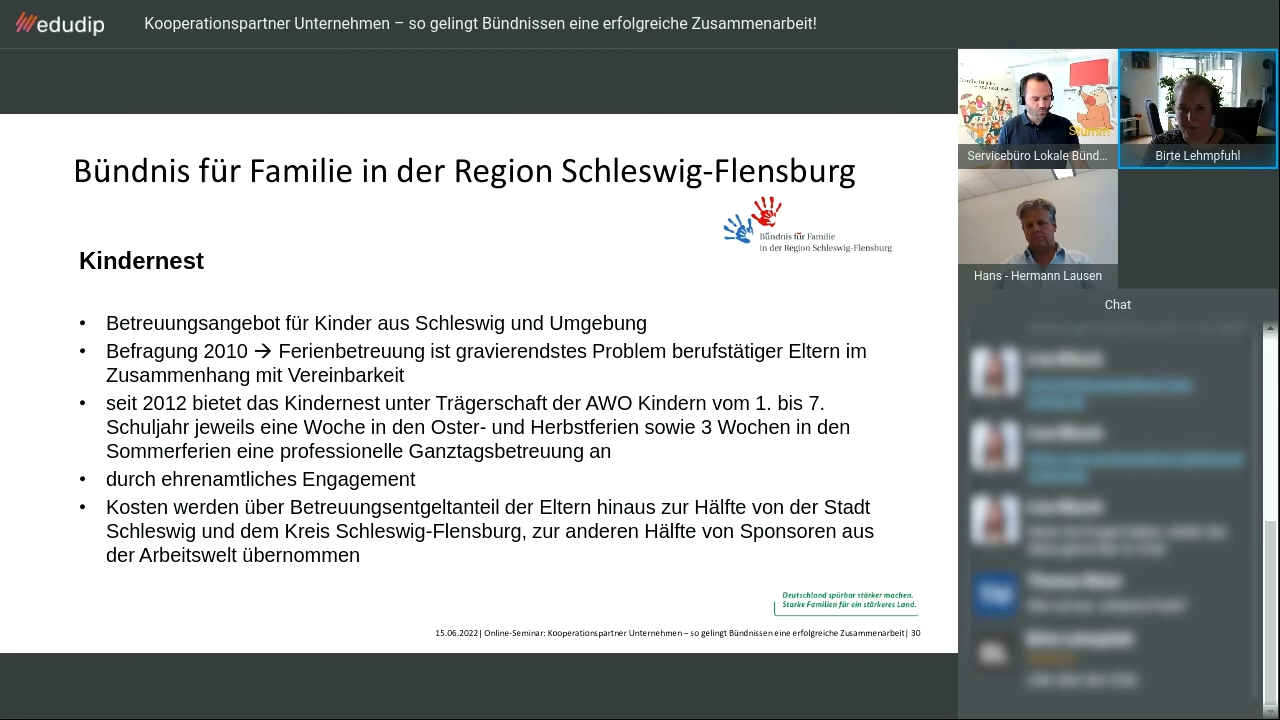 edudip
Kooperationspartner Unternehmen – so gelingt Bündnissen eine erfolgreiche Zusammenarbeit!
Bündnis für Familie in der Region Schleswig-Flensburg
Bündnis für Familie
in der Region Schleswig-Flensburg
Kindernest
• Betreuungsangebot für Kinder aus Schleswig und Umgebung
• Befragung 2010 → Ferienbetreuung ist gravierendstes Problem berufstätiger Eltern im
Zusammenhang mit Vereinbarkeit
• seit 2012 bietet das Kindernest unter Trägerschaft der AWO Kindern vom 1. bis 7.
Schuljahr jeweils eine Woche in den Oster- und Herbstferien sowie 3 Wochen in den
Sommerferien eine professionelle Ganztagsbetreuung an
• durch ehrenamtliches Engagement
• Kosten werden über Betreuungsentgeltanteil der Eltern hinaus zur Hälfte von der Stadt
Schleswig und dem Kreis Schleswig-Flensburg, zur anderen Hälfte von Sponsoren aus
der Arbeitswelt übernommen
Deutschland spürbar stärker machen.
Starke Familien für ein stärkeres Land.
15.06.2022| Online-Seminar: Kooperationspartner Unternehmen – so gelingt Bündnissen eine erfolgreiche Zusammenarbeit| 30
Stumm
Servicebüro Lokale Bünd...
Birte Lehmpfuhl
Hans - Hermann Lausen
Chat